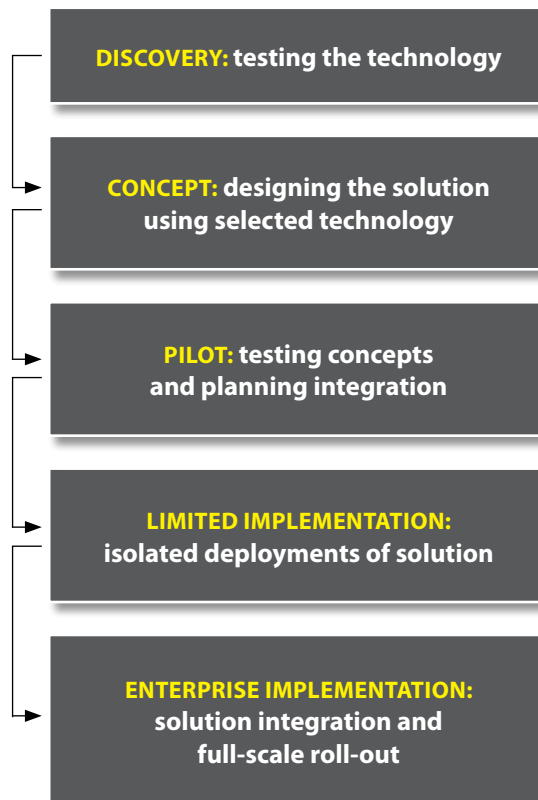 DISCOVERY: testing the technology
CONCEPT: designing the solution
using selected technology
PILOT: testing concepts
and planning integration
LIMITED IMPLEMENTATION:
isolated deployments of solution
ENTERPRISE IMPLEMENTATION:
solution integration and
full-scale roll-out